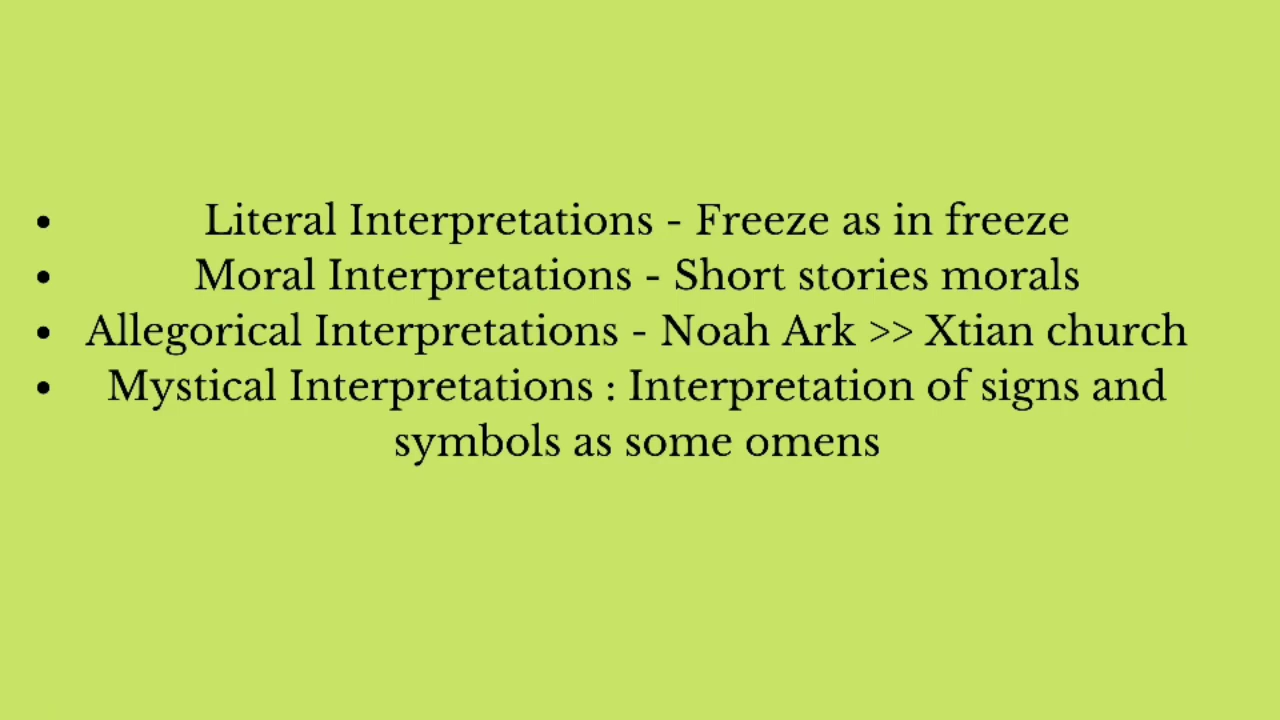 • Literal Interpretations - Freeze as in freeze
• Moral Interpretations - Short stories morals
• Allegorical Interpretations - Noah Ark >> Xtian church
• Mystical Interpretations : Interpretation of signs and
symbols as some omens